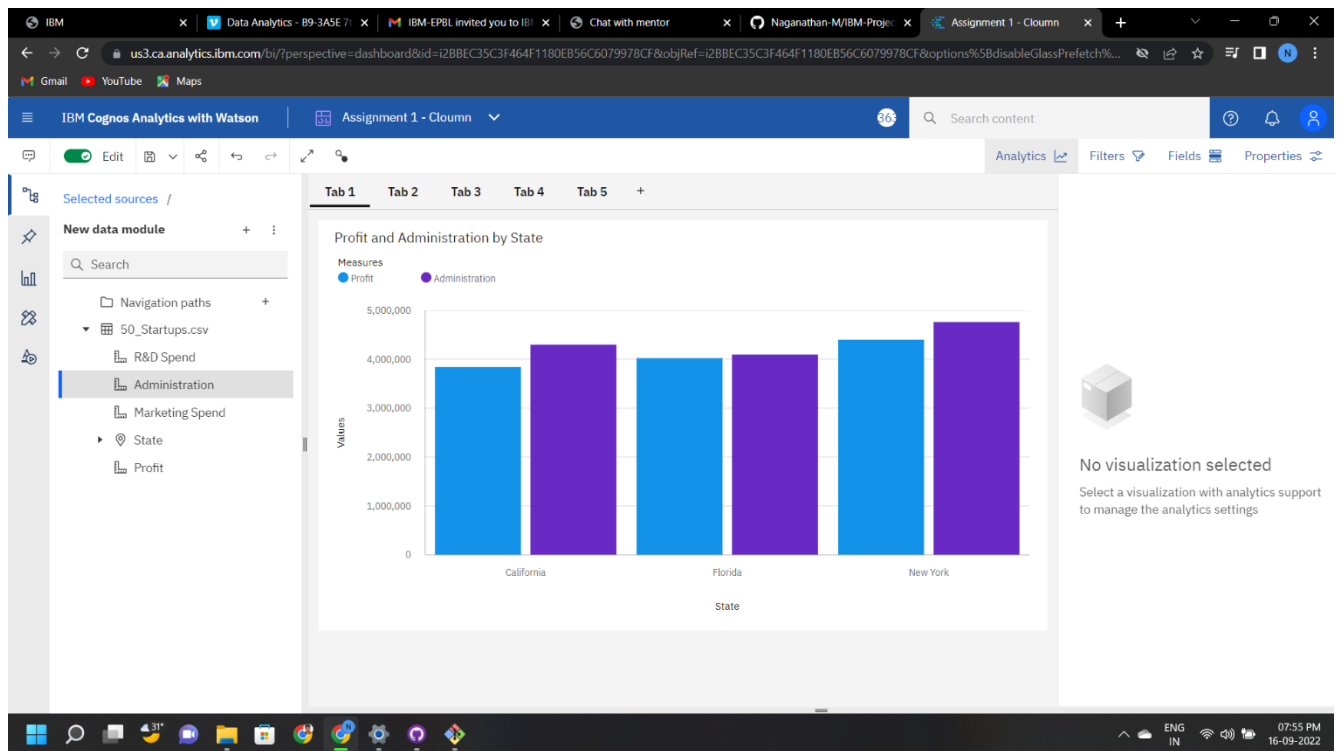 IBM
Data Analytics - B9-3A5E 7
IBM-EPBL invited you to IB
Chat with mentor
Naganathan-M/IBM-Projec
Assignment 1 - Cloumn
us3.ca.analytics.ibm.com/bi/?perspective=dashboard&id=i2BBEC35C3F464F1180EB56C6079978CF&objRef=i2BBEC35C3F464F1180EB56C6079978CF&options%5BdisableGlassPrefetch%...
N
Gmail
YouTube
Maps
IBM Cognos Analytics with Watson
Assignment 1 - Cloumn
363
Search content
Edit
Analytics
Filters
Fields
Properties
Selected sources /
New data module
Search
Navigation paths
50_Startups.csv
R&D Spend
Administration
Marketing Spend
State
Profit
Tab 1 Tab 2 Tab 3 Tab 4 Tab 5 +
Profit and Administration by State
Measures
Profit Administration
5,000,000
4,000,000
3,000,000
2,000,000
1,000,000
0
Values
California Florida New York
State
No visualization selected
Select a visualization with analytics support
to manage the analytics settings
31°
ENG
IN
07:55 PM
16-09-2022